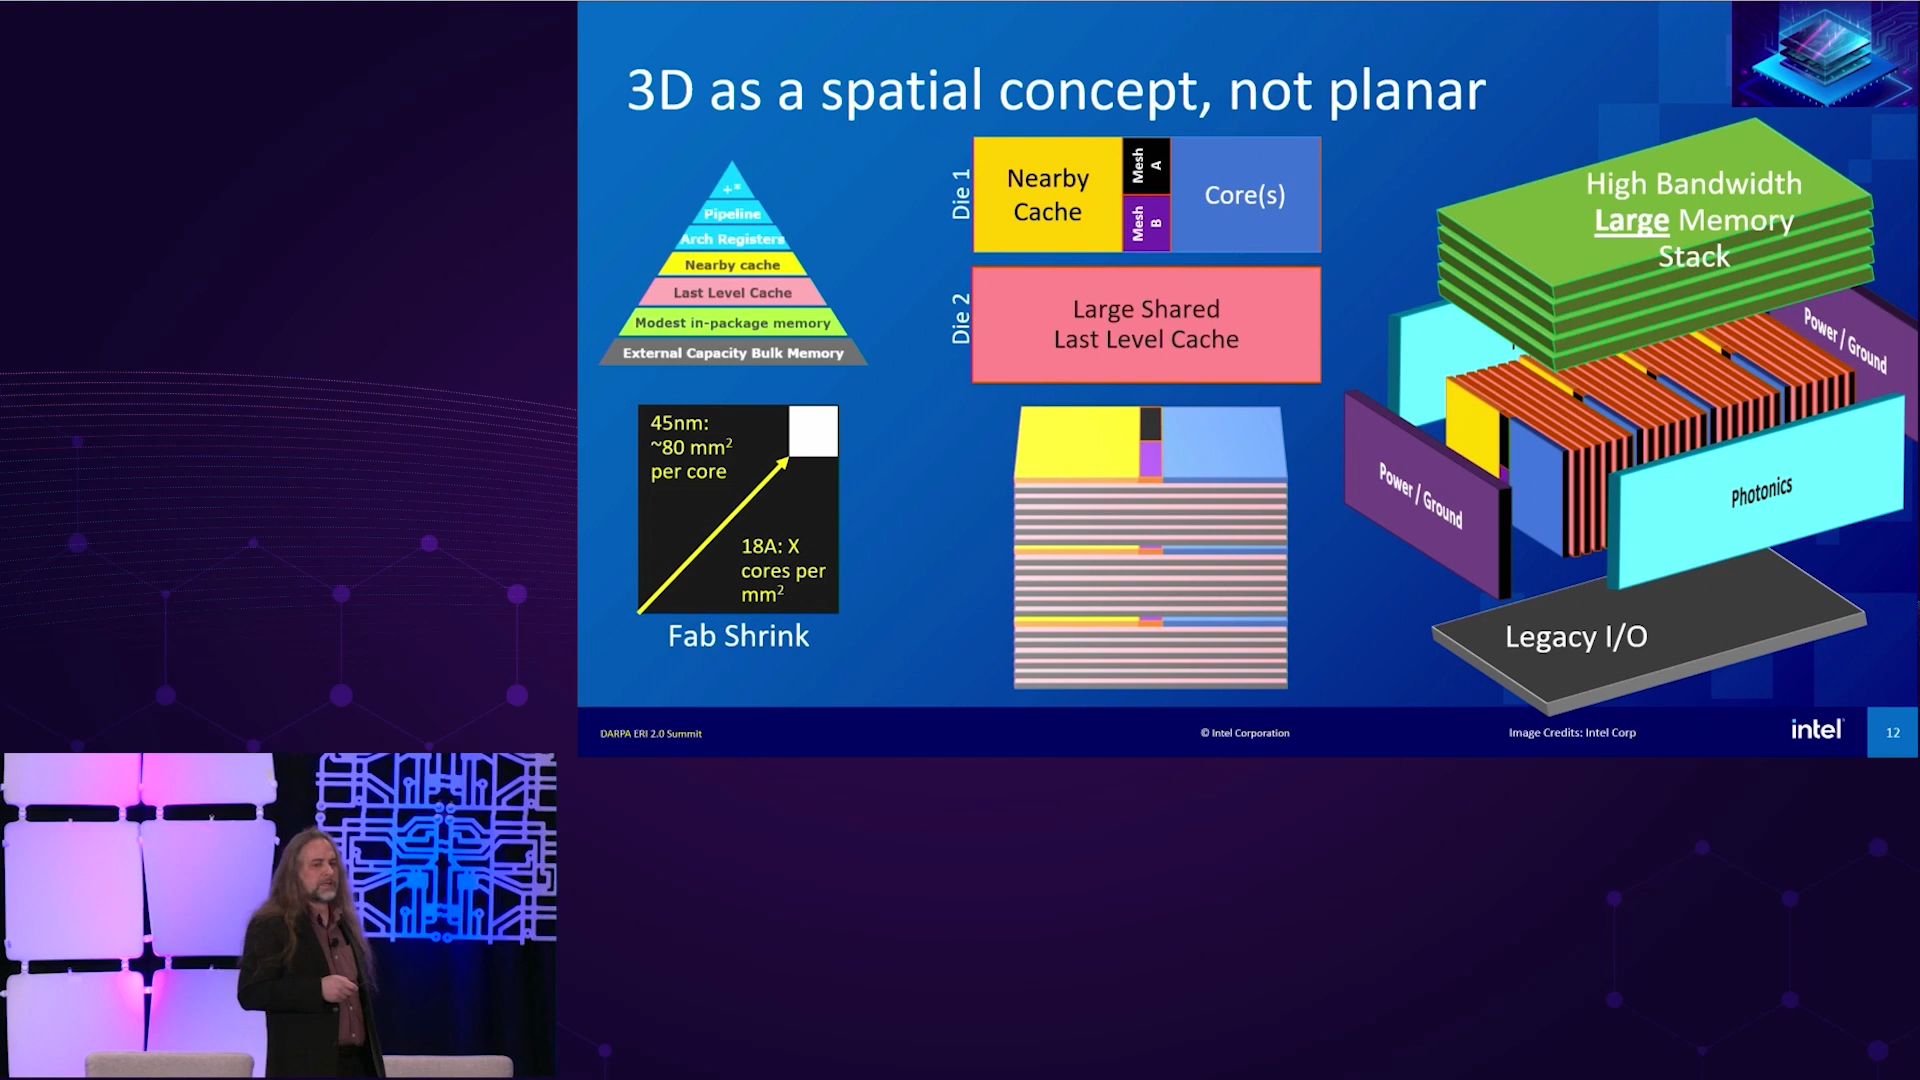 3D as a spatial concept, not planar
+*
Pipeline
Arch Registers
Nearby cache
Last Level Cache
Modest in-package memory
External Capacity Bulk Memory
45nm:
~80 mm²
per core
18A: X
cores per
mm²
Fab Shrink
Die 1
Nearby
Cache
Mesh
A
Mesh
B
Core(s)
Die 2
Large Shared
Last Level Cache
High Bandwidth
Large Memory
Stack
Power / Ground
Power / Ground
Photonics
Legacy I/O
DARPA ERI 2.0 Summit
© Intel Corporation
Image Credits: Intel Corp
intel
12